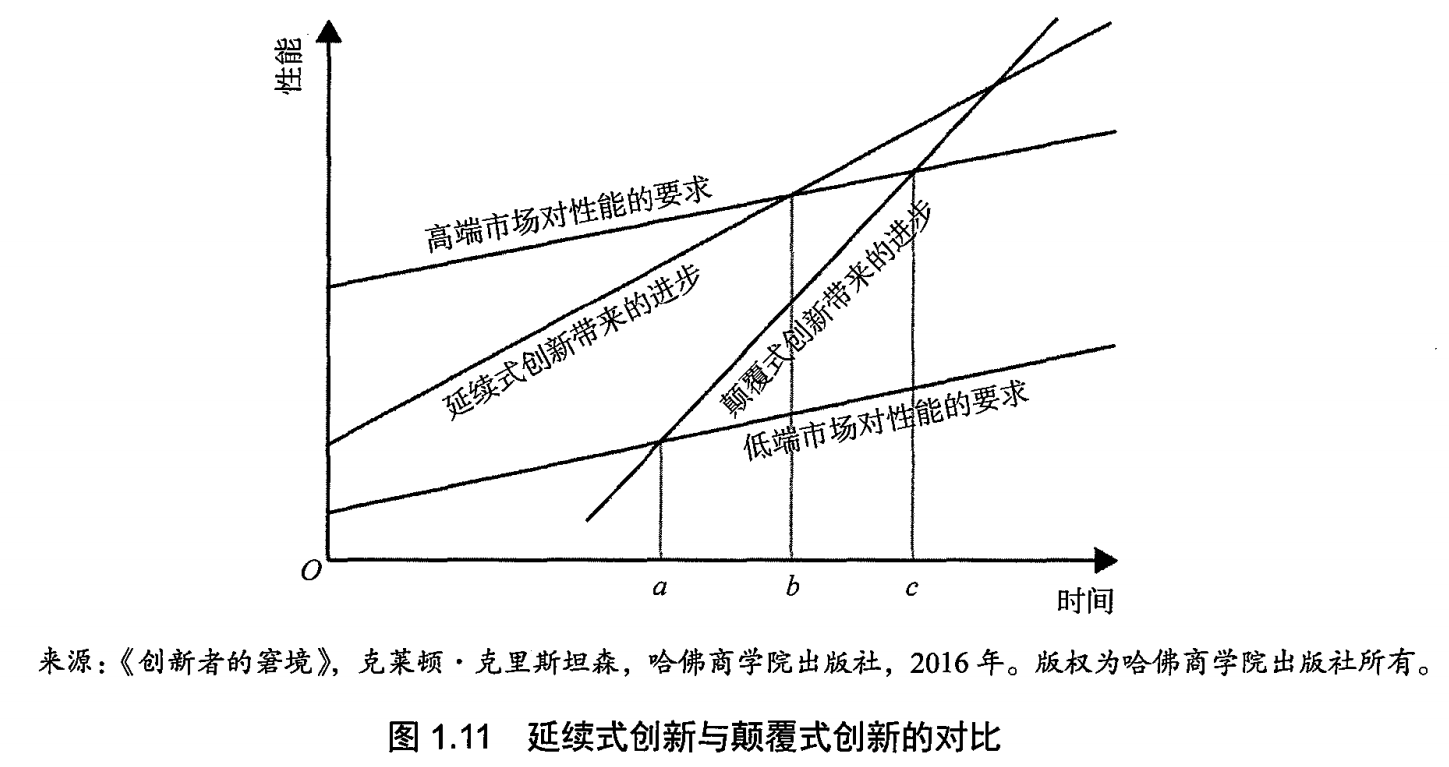 性能
高端市场对性能的要求
延续式创新带来的进步
颠覆式创新带来的进步
低端市场对性能的要求
O
a
b
c
时间
来源：《创新者的窘境》，克莱顿·克里斯坦森，哈佛商学院出版社，2016 年。版权为哈佛商学院出版社所有。
图 1.11 延续式创新与颠覆式创新的对比